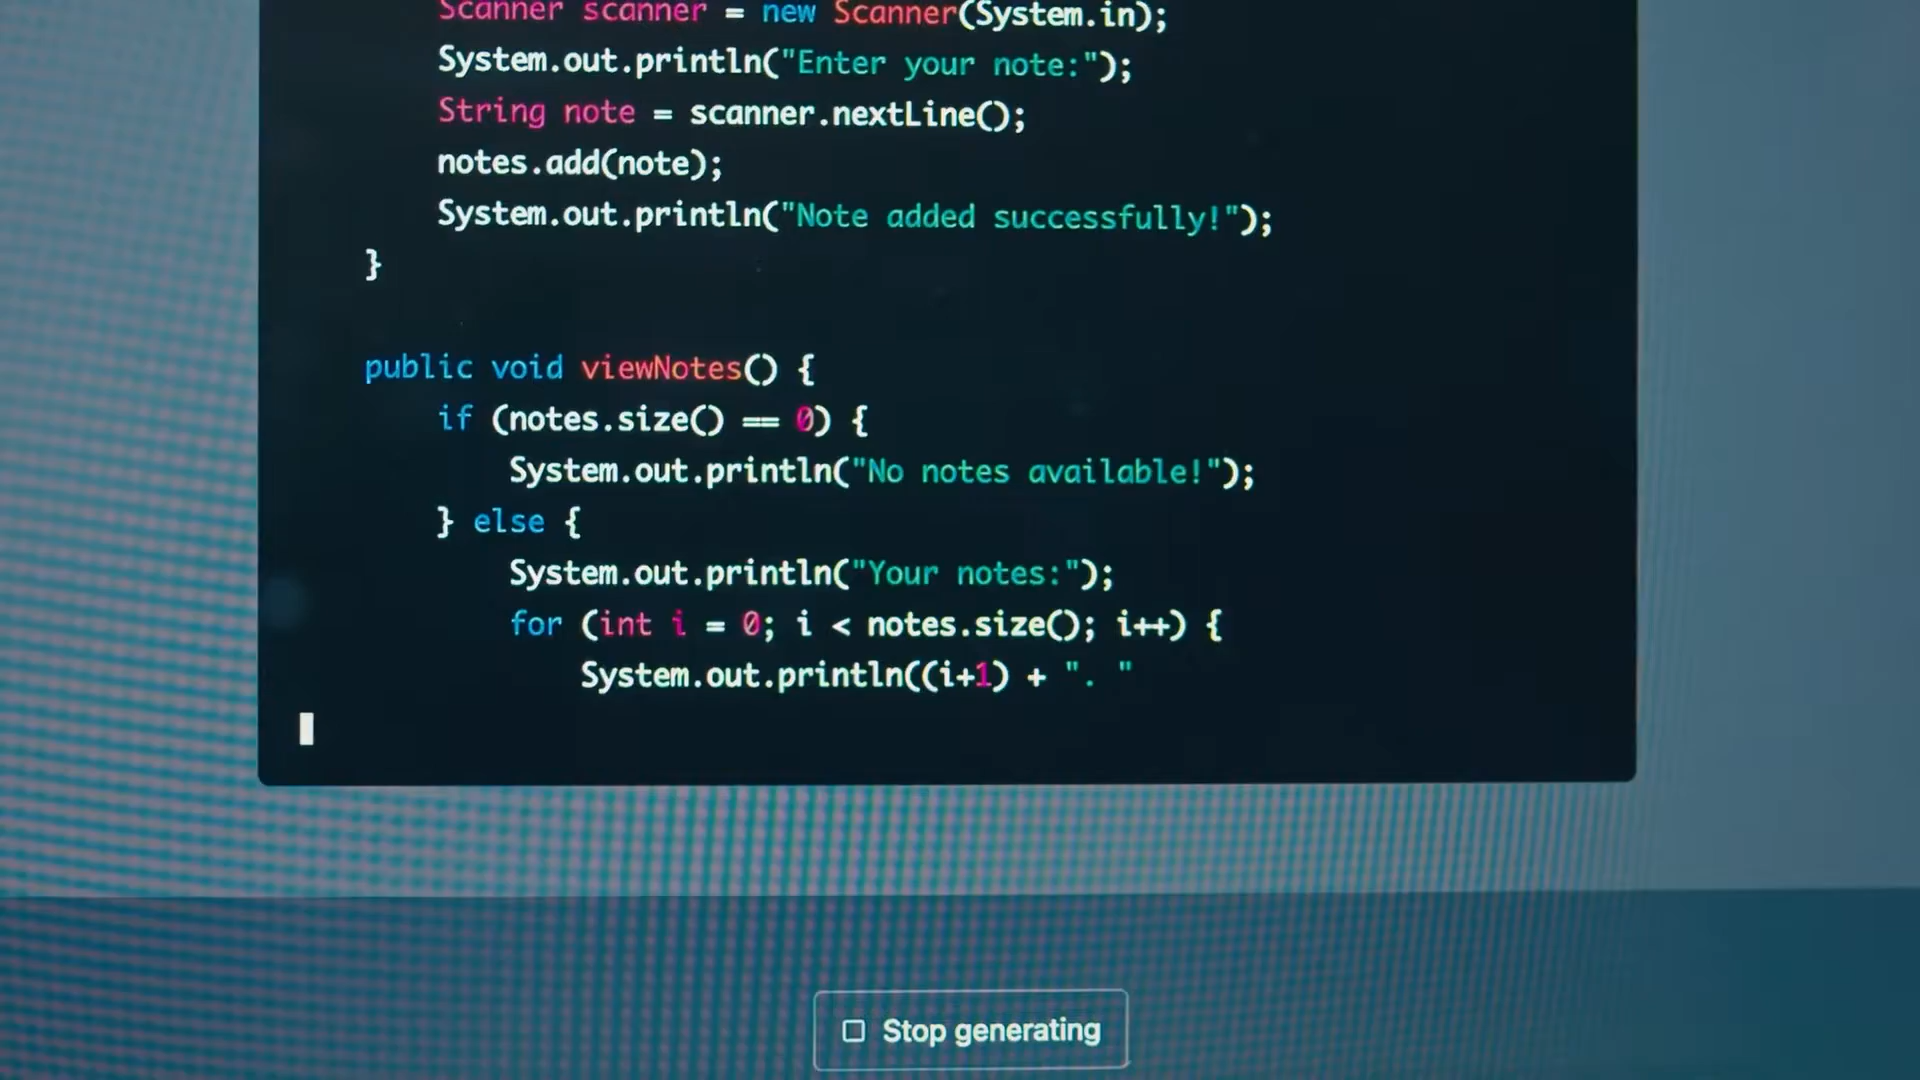 Scanner scanner = new Scanner(System.in);
System.out.println("Enter your note:");
String note = scanner.nextLine();
notes.add(note);
System.out.println("Note added successfully!");
}
public void viewNotes() {
if (notes.size() == 0) {
System.out.println("No notes available!");
} else {
System.out.println("Your notes:");
for (int i = 0; i < notes.size(); i++) {
System.out.println((i+1) + ". "
Stop generating